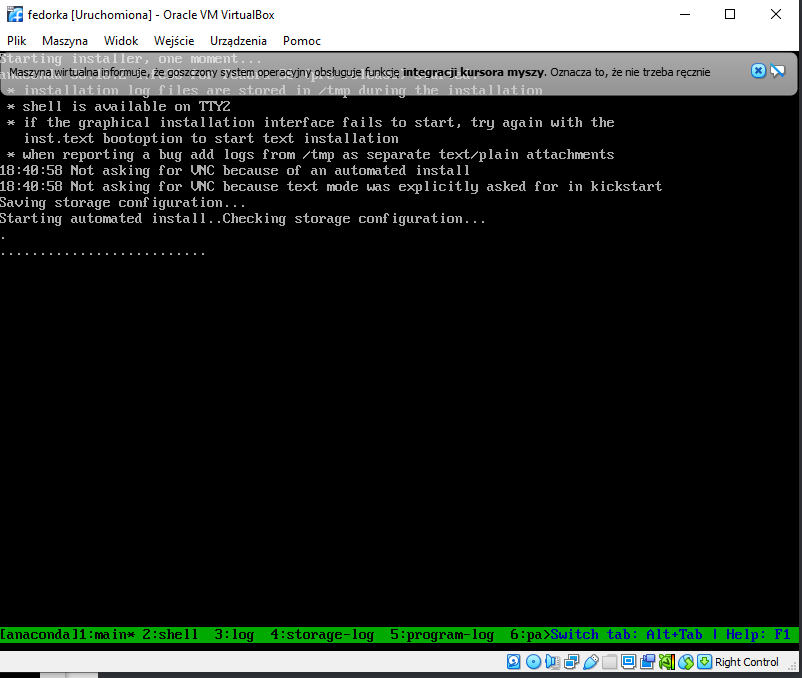 fedorka [Uruchomiona] - Oracle VM VirtualBox
Plik Maszyna Widok Wejście Urządzenia Pomoc
Starting installer, one moment...
Maszyna wirtualna informuje, że goszczony system operacyjny obsługuje funkcję integracji kursora myszy. Oznacza to, że nie trzeba ręcznie
* installation log files are stored in /tmp during the installation
* shell is available on TTY2
* if the graphical installation interface fails to start, try again with the
inst.text bootoption to start text installation
* when reporting a bug add logs from /tmp as separate text/plain attachments
18:40:58 Not asking for VNC because of an automated install
18:40:58 Not asking for VNC because text mode was explicitly asked for in kickstart
Saving storage configuration...
Starting automated install..Checking storage configuration...
.
..........................
[anaconda]1:main* 2:shell 3:log 4:storage-log 5:program-log 6:pa>Switch tab: Alt+Tab | Help: F1
Right Control